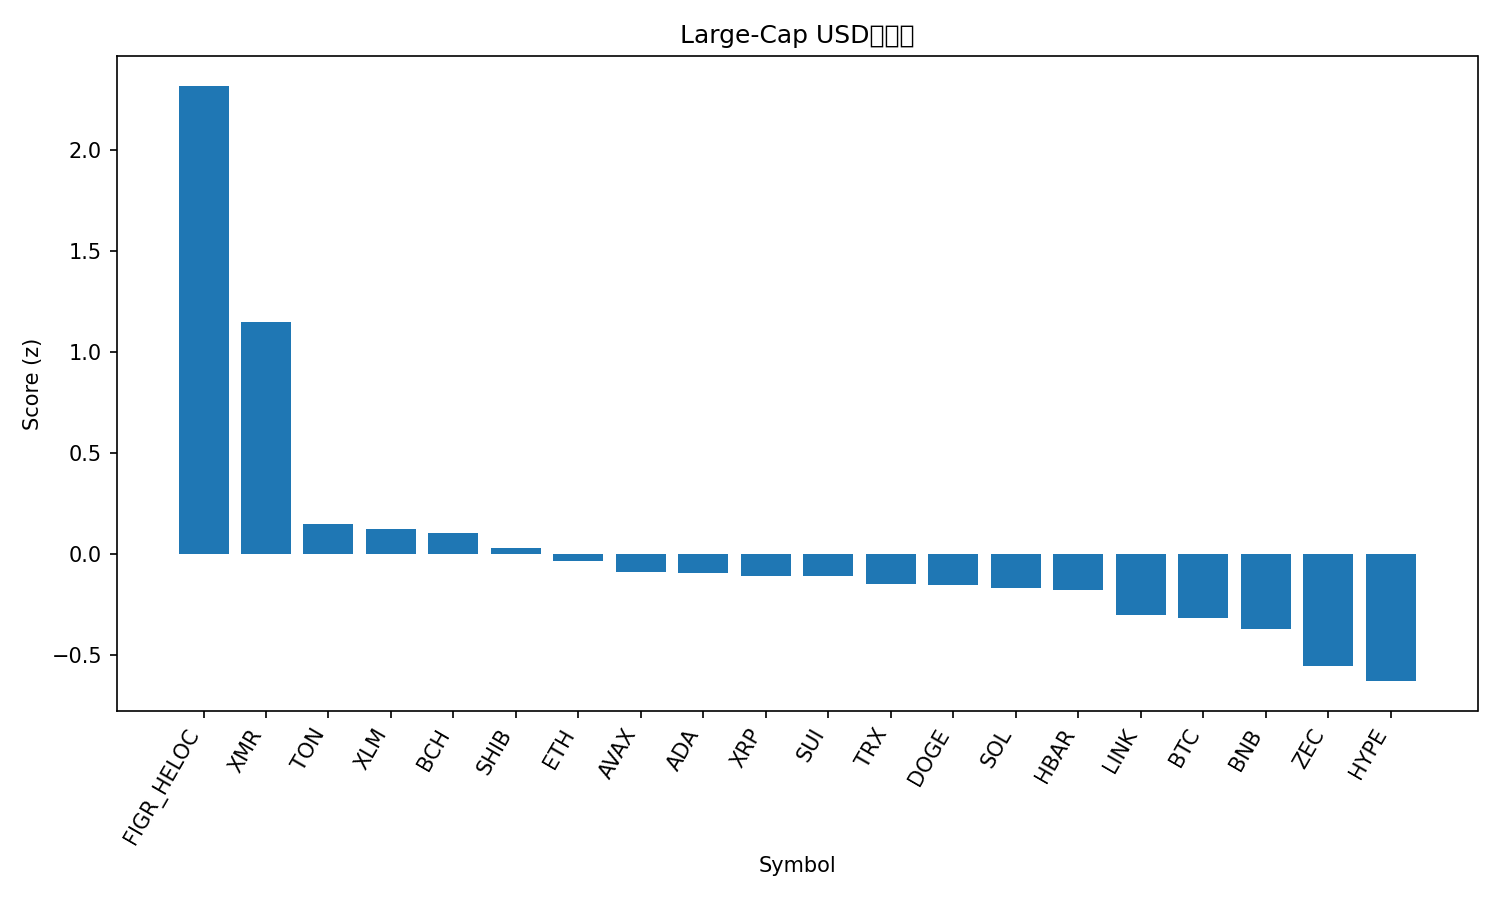 Large-Cap USD
Score (z)
2.0
1.5
1.0
0.5
0.0
−0.5
FIGR_HELOC
XMR
TON
XLM
BCH
SHIB
ETH
AVAX
ADA
XRP
SUI
TRX
DOGE
SOL
HBAR
LINK
BTC
BNB
ZEC
HYPE
Symbol